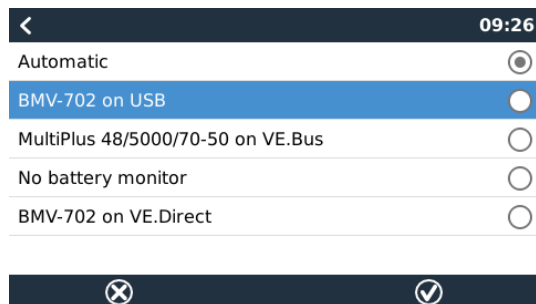 09:26
Automatic
BMV-702 on USB
MultiPlus 48/5000/70-50 on VE.Bus
No battery monitor
BMV-702 on VE.Direct